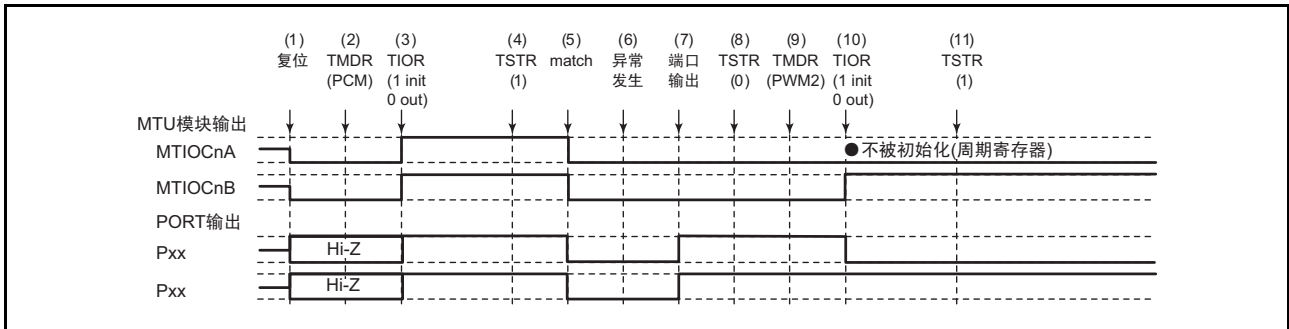 (1) (2) (3) (4) (5) (6) (7) (8) (9) (10) (11)
复位 TMDR TIOR TSTR match 异常 端口 TSTR TMDR TIOR TSTR
(PCM) (1 init (1) 发生 输出 (0) (PWM2) (1 init (1)
0 out) 0 out)
MTU模块输出
MTIOCnA ●不被初始化(周期寄存器)
MTIOCnB
PORT输出
Pxx Hi-Z
Pxx Hi-Z